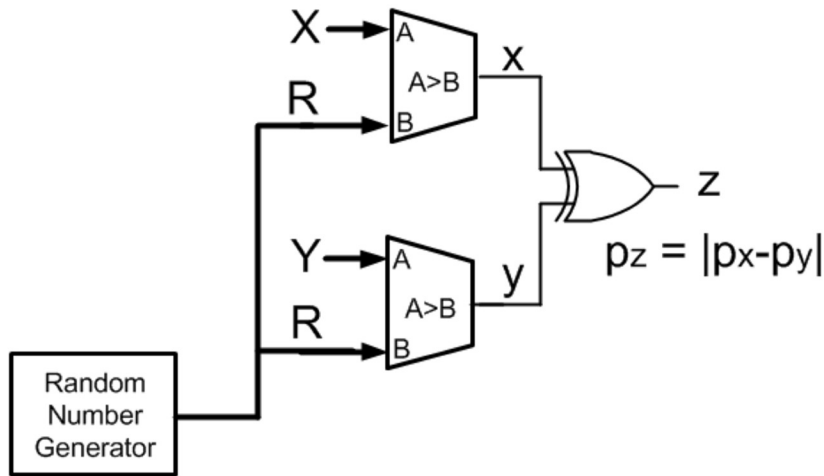 X
A
x
A>B
R
B
z
pz = |px-py|
Y
A
y
A>B
R
B
Random
Number
Generator